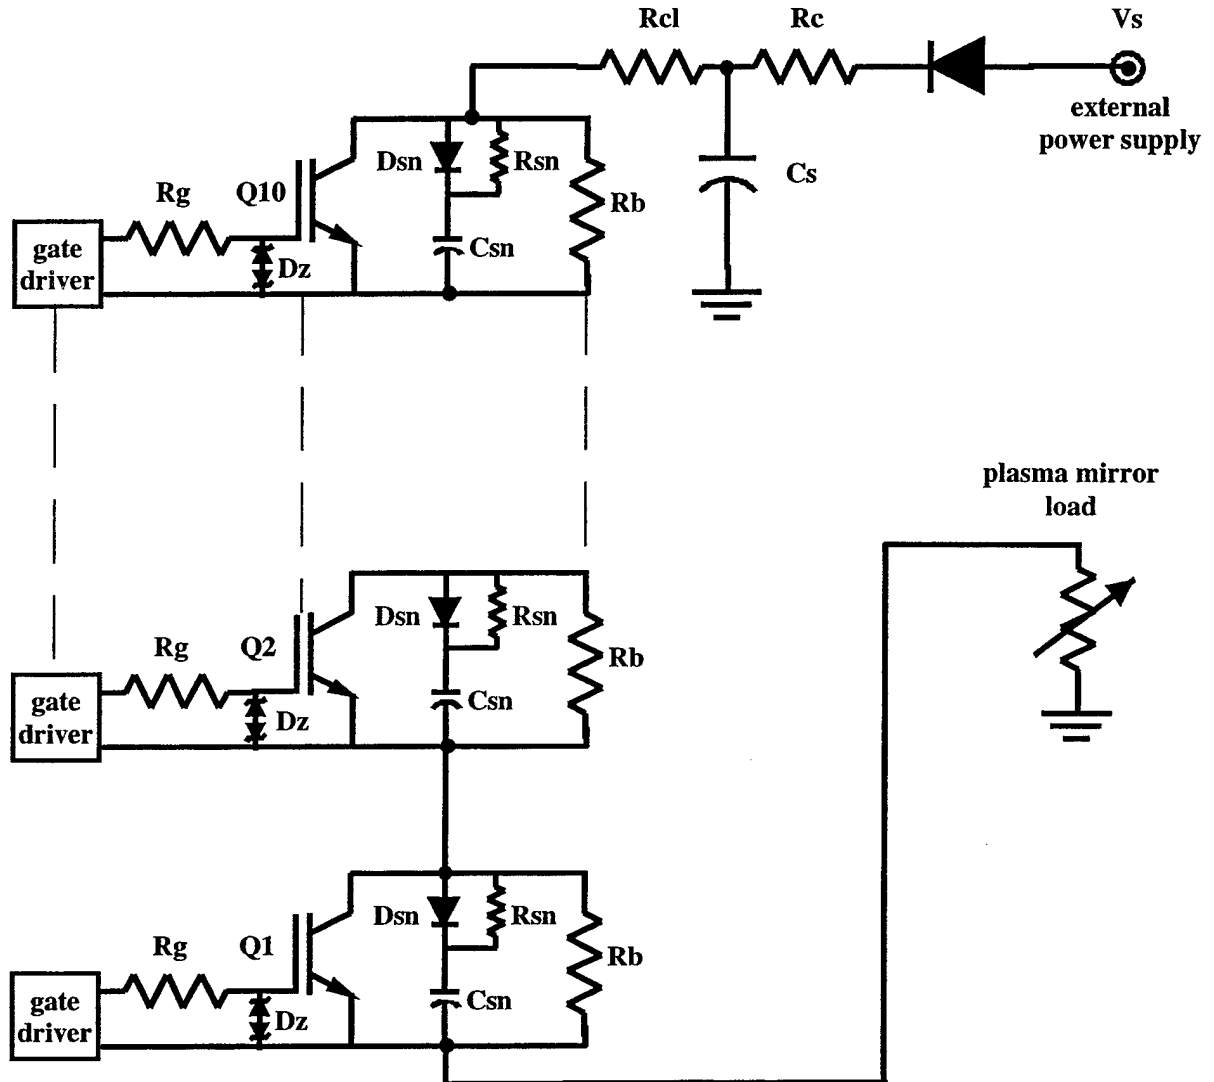 Rcl
Rc
Vs
external
power supply
Cs
Dsn
Rsn
Rb
Rg
Q10
gate
driver
Dz
Csn
plasma mirror
load
Dsn
Rsn
Rg
Q2
Rb
gate
driver
Dz
Csn
Dsn
Rsn
Rg
Q1
Rb
gate
driver
Dz
Csn